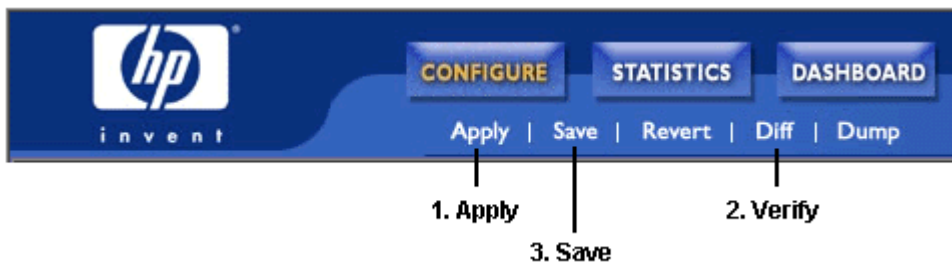 hp
invent
CONFIGURE STATISTICS DASHBOARD
Apply | Save | Revert | Diff | Dump
1. Apply 2. Verify
3. Save